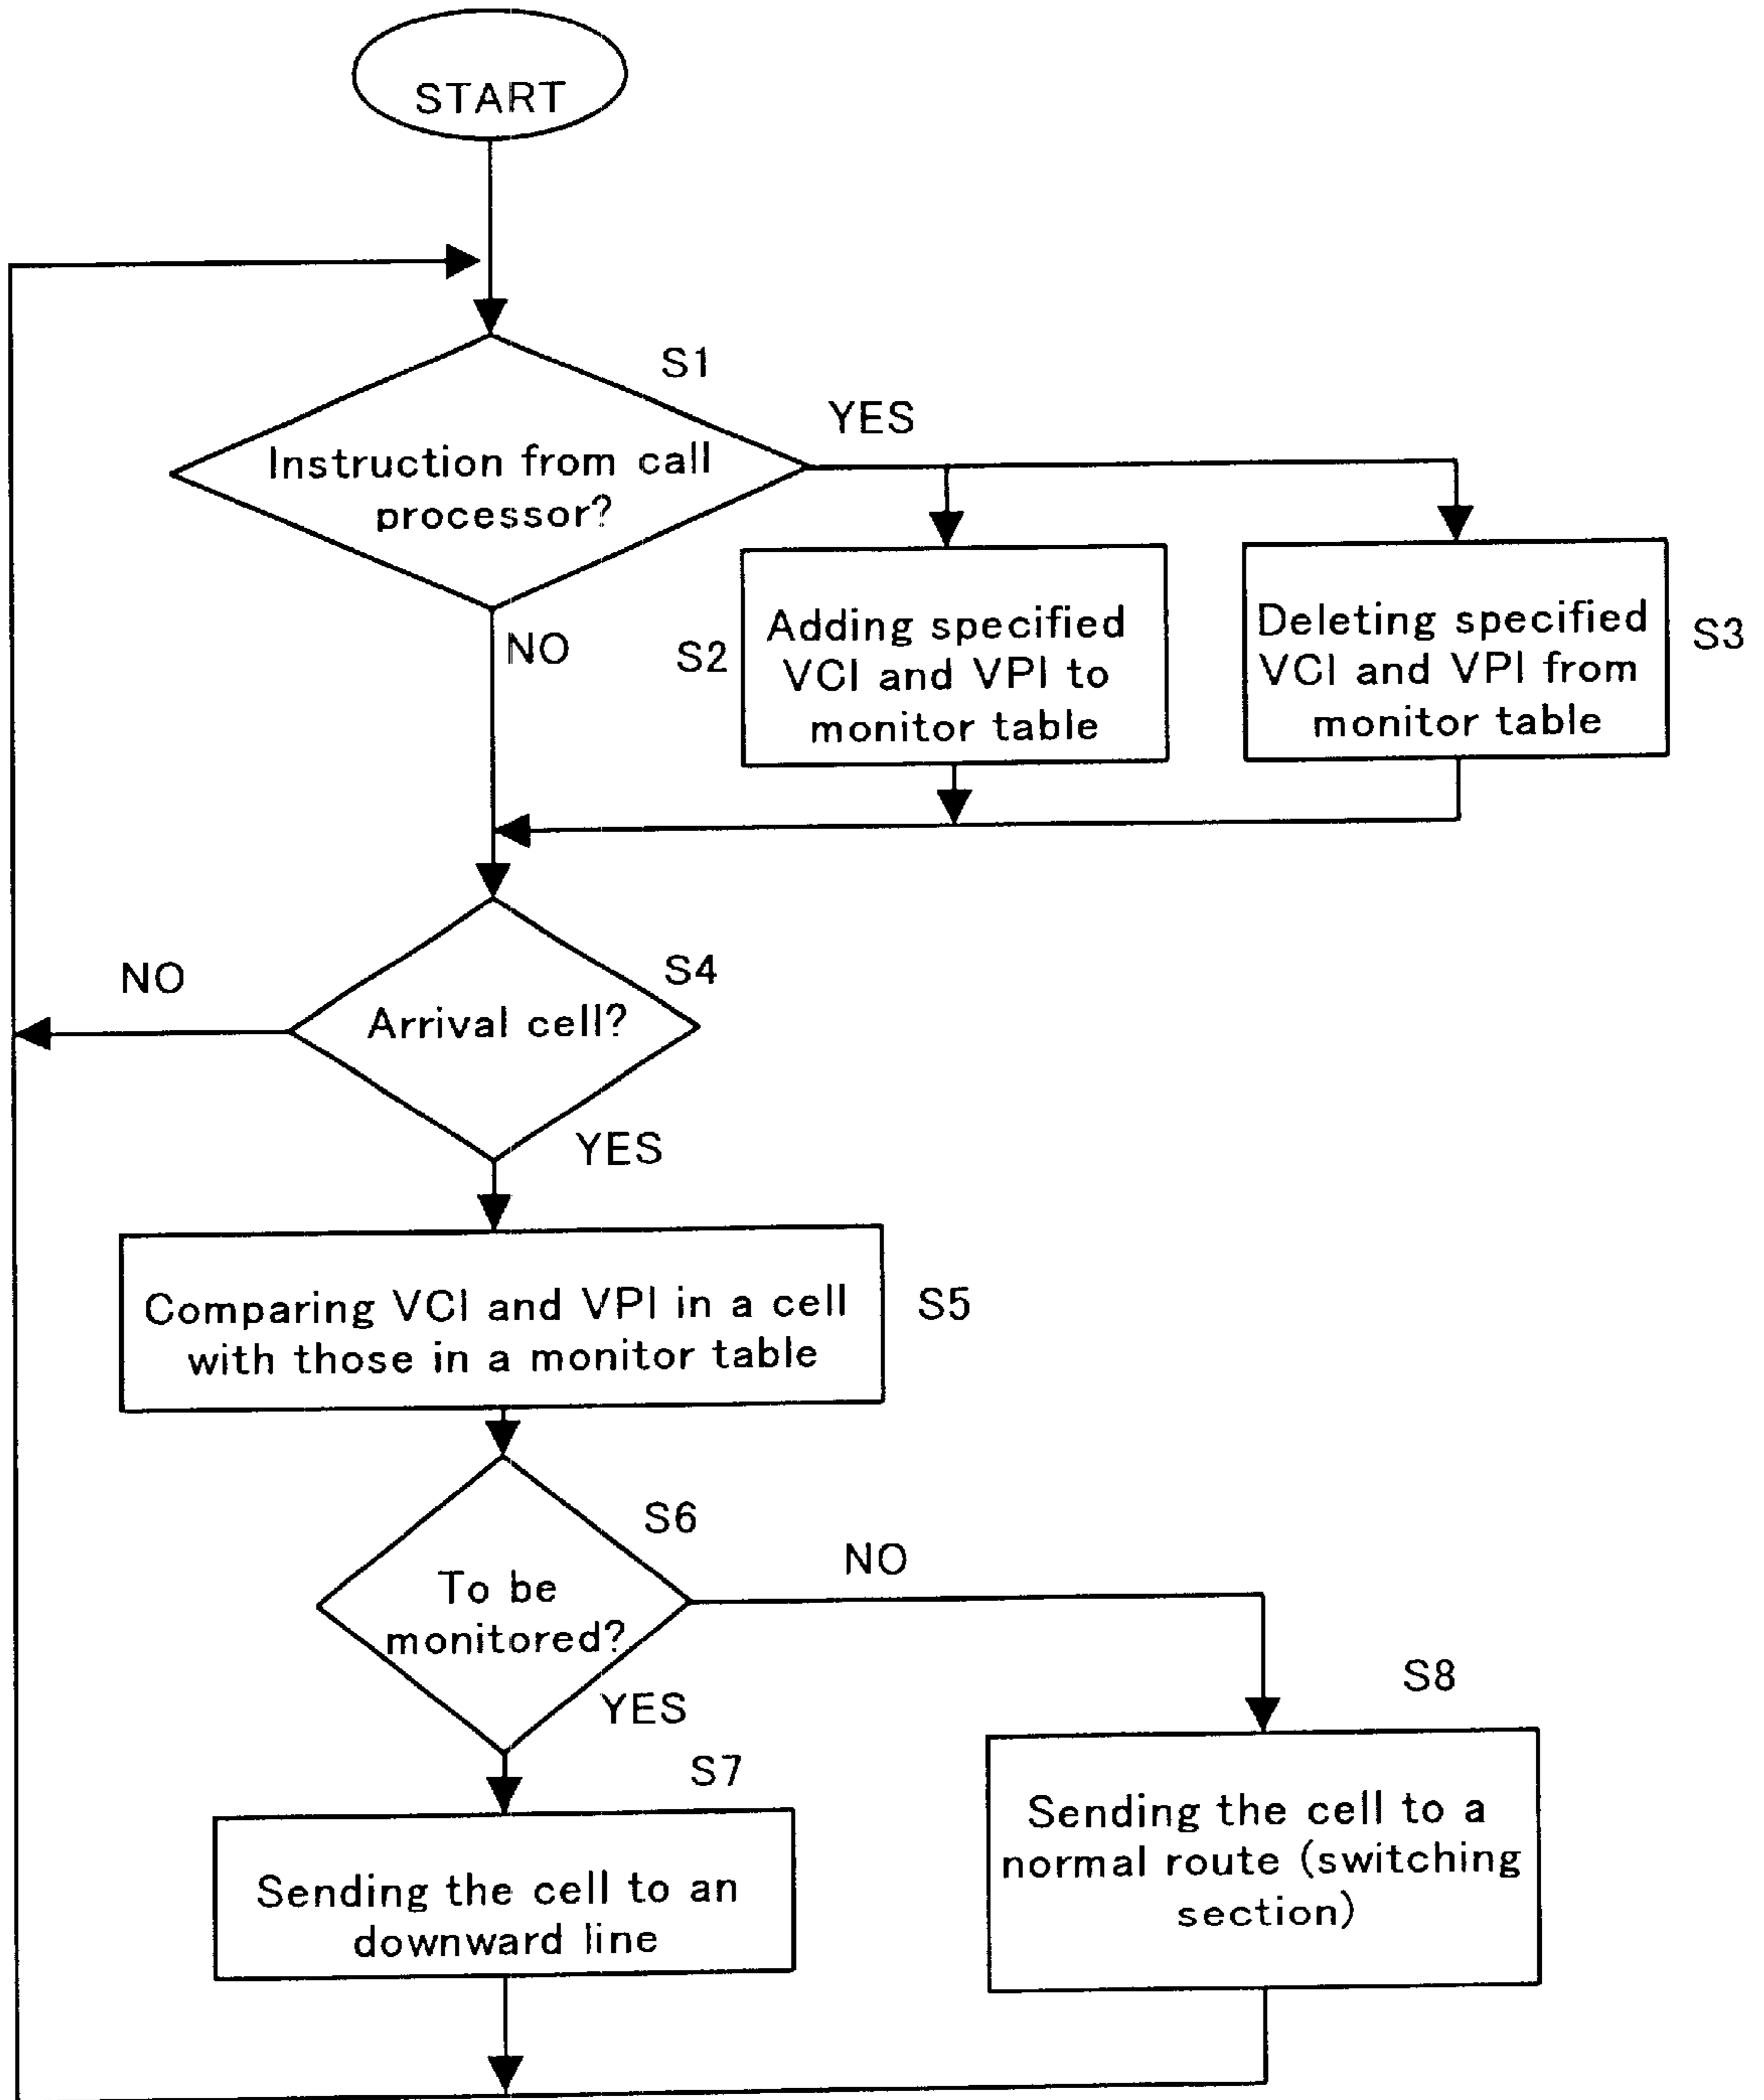 START
S1
YES
Instruction from call
processor?
NO
S2
Adding specified
VCI and VPI to
monitor table
Deleting specified
VCI and VPI from
monitor table
S3
NO
S4
Arrival cell?
YES
Comparing VCI and VPI in a cell
with those in a monitor table
S5
S6
NO
To be
monitored?
YES
S7
S8
Sending the cell to an
downward line
Sending the cell to a
normal route (switching
section)